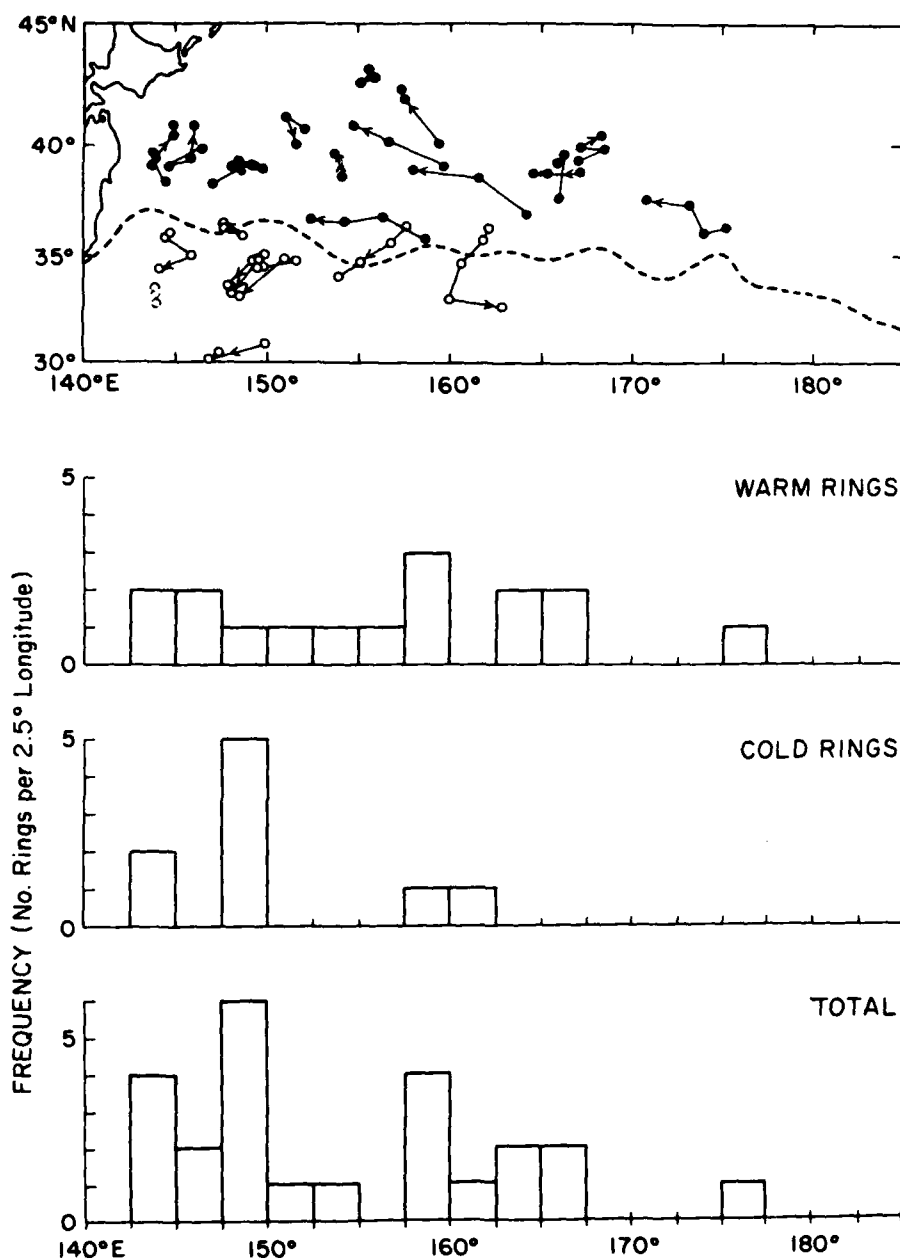 45°N
40°
35°
30°
140°E 150° 160° 170° 180°
FREQUENCY (No. Rings per 2.5° Longitude)
5
WARM RINGS
0
5
COLD RINGS
0
5
TOTAL
0
140°E 150° 160° 170° 180°